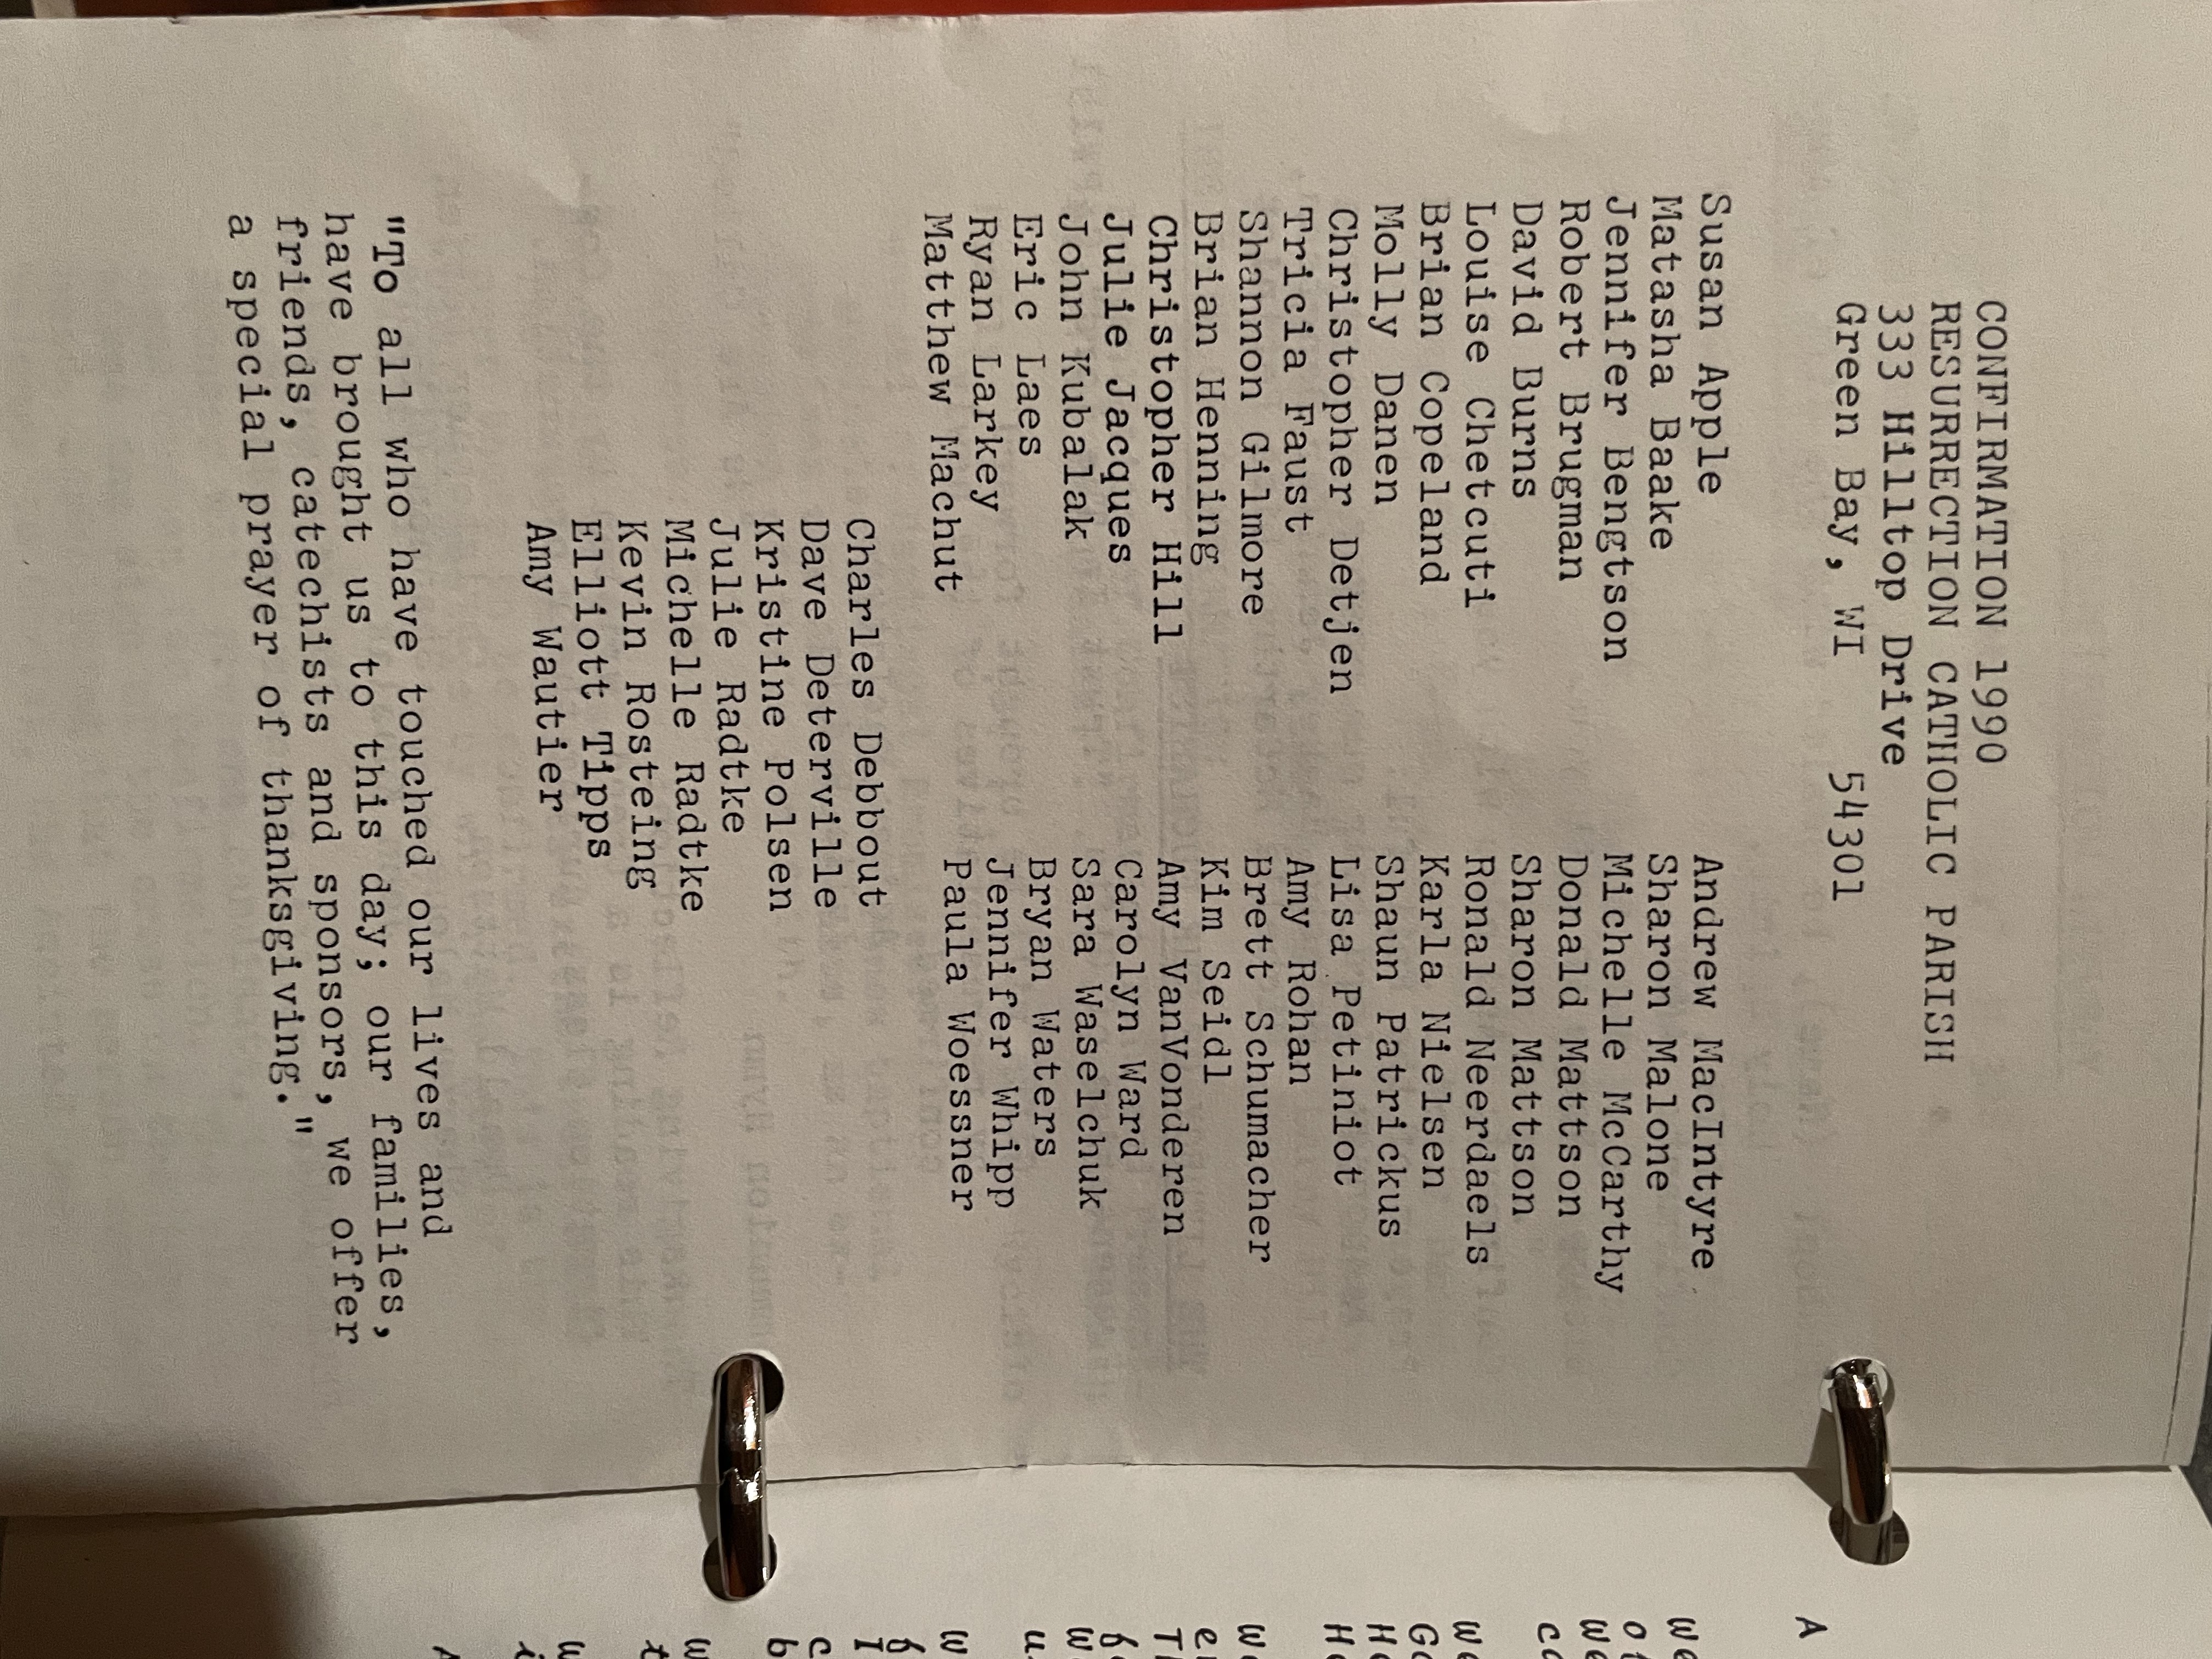 CONFIRMATION 1990
RESURRECTION CATHOLIC PARISH
333 Hilltop Drive
Green Bay, WI 54301
Susan Apple
Matasha Baake
Jennifer Bengtson
Robert Brugman
David Burns
Louise Chetcuti
Brian Copeland
Molly Danen
Christopher Detjen
Tricia Faust
Shannon Gilmore
Brian Henning
Christopher Hill
Julie Jacques
John Kubalak
Eric Laes
Ryan Larkey
Matthew Machut
Andrew MacIntyre
Sharon Malone
Michelle McCarthy
Donald Mattson
Sharon Mattson
Ronald Neerdaels
Karla Nielsen
Shaun Patrickus
Lisa Petiniot
Amy Rohan
Brett Schumacher
Kim Seidl
Amy VanVonderen
Carolyn Ward
Sara Waselchuk
Bryan Waters
Jennifer Whipp
Paula Woessner
Charles Debbout
Dave Deterville
Kristine Polsen
Julie Radtke
Michelle Radtke
Kevin Rosteing
Elliott Tipps
Amy Wautier
"To all who have touched our lives and
have brought us to this day; our families,
friends, catechists and sponsors, we offer
a special prayer of thanksgiving."